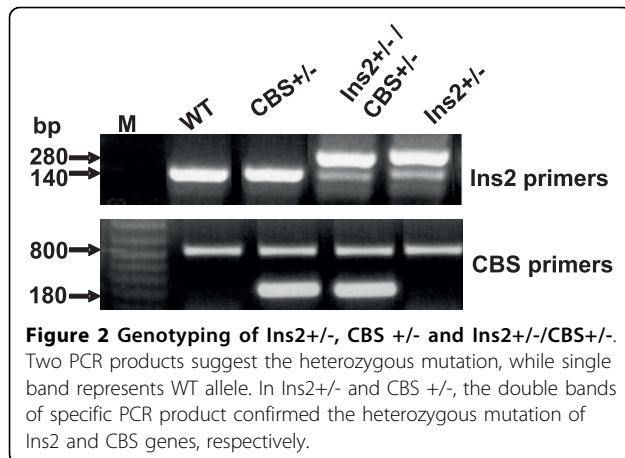 bp
M
WT
CBS+/-
Ins2+/- /
CBS+/-
Ins2+/-
280
140
Ins2 primers
800
180
CBS primers
Figure 2 Genotyping of Ins2+/-, CBS +/- and Ins2+/-/CBS+/-.
Two PCR products suggest the heterozygous mutation, while single
band represents WT allele. In Ins2+/- and CBS +/-, the double bands
of specific PCR product confirmed the heterozygous mutation of
Ins2 and CBS genes, respectively.